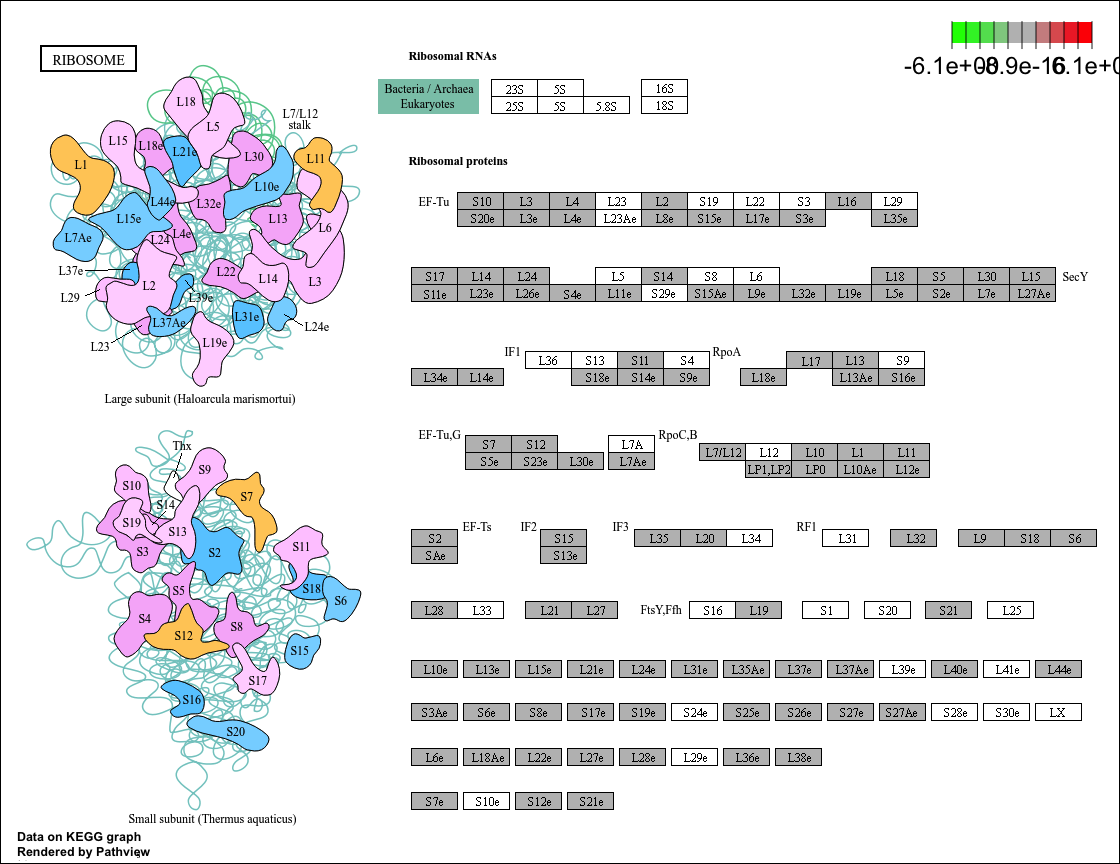 RIBOSOME
L18
L5
L7/L12
stalk
L15
L18e
L21e
L30
L11
L1
L10e
L44e
L32e
L15e
L13
L6
L7Ae
L24
L4e
L37e
L22
L14
L3
L2
L29
L39e
L37Ae
L31e
L24e
L23
L19e
Large subunit (Haloarcula marismortui)
Thx
S9
S10
S7
S14
S19
S13
S3
S2
S11
S5
S18
S6
S4
S12
S8
S15
S17
S16
S20
Small subunit (Thermus aquaticus)
Data on KEGG graph
Rendered by Pathview
Ribosomal RNAs
Bacteria / Archaea 23S 5S 16S
Eukaryotes 25S 5S 5.8S 18S
Ribosomal proteins
EF-Tu S10 L3 L4 L23 L2 S19 L22 S3 L16 L29
S20e L3e L4e L23Ae L8e S15e L17e S3e L35e
S17 L14 L24 L5 S14 S8 L6 L18 S5 L30 L15 SecY
S11e L23e L26e S4e L11e S29e S15Ae L9e L32e L19e L5e S2e L7e L27Ae
IF1 L36 S13 S11 S4 RpoA L17 L13 S9
L34e L14e S18e S14e S9e L18e L13Ae S16e
EF-Tu,G S7 S12 L7A RpoC,B L7/L12 L12 L10 L1 L11
S5e S23e L30e L7Ae LP1,LP2 LP0 L10Ae L12e
S2 EF-Ts IF2 S15 IF3 L35 L20 L34 RF1 L31 L32 L9 S18 S6
SAe S13e
L28 L33 L21 L27 FtsY,Ffh S16 L19 S1 S20 S21 L25
L10e L13e L15e L21e L24e L31e L35Ae L37e L37Ae L39e L40e L41e L44e
S3Ae S6e S8e S17e S19e S24e S25e S26e S27e S27Ae S28e S30e LX
L6e L18Ae L22e L27e L28e L29e L36e L38e
S7e S10e S12e S21e